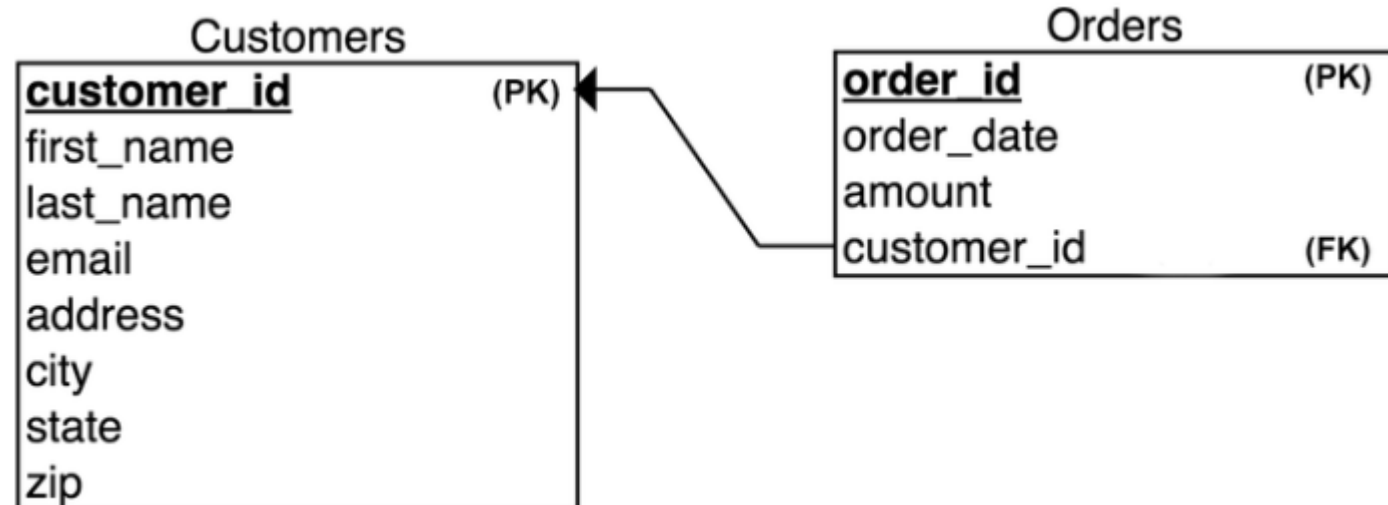 Customers
customer_id (PK)
first_name
last_name
email
address
city
state
zip
Orders
order_id (PK)
order_date
amount
customer_id (FK)